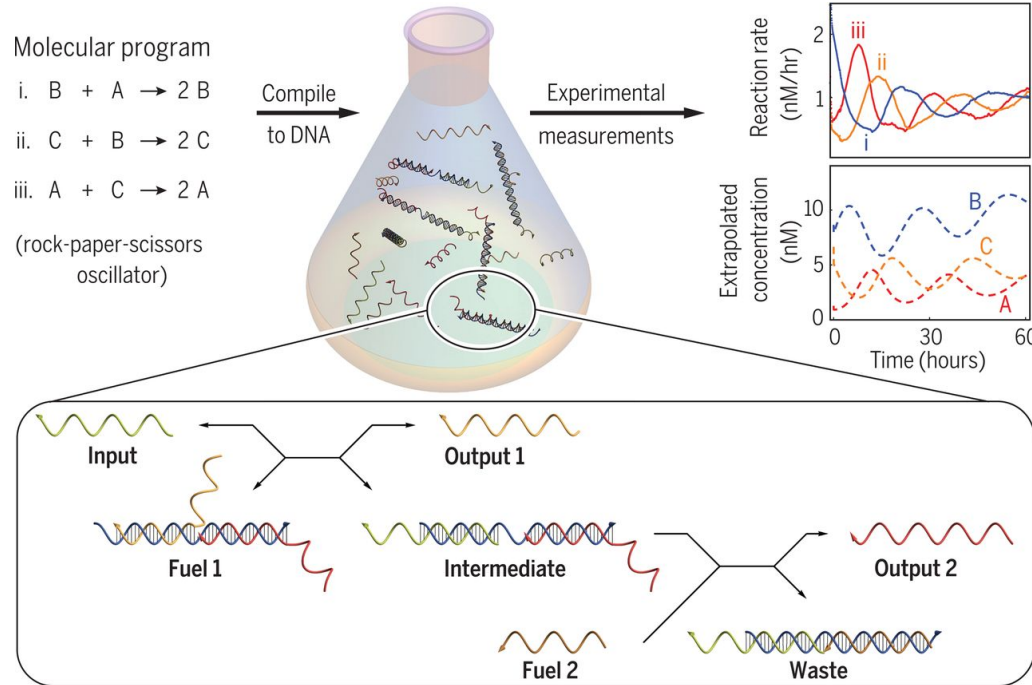 Molecular program
i. B + A → 2 B
ii. C + B → 2 C
iii. A + C → 2 A
(rock-paper-scissors
oscillator)
Compile
to DNA
Experimental
measurements
Reaction rate
(nM/hr)
2
1
iii
ii
i
Extrapolated
concentration
(nM)
10
5
0
B
C
A
0 30 60
Time (hours)
Input
Output 1
Fuel 1
Intermediate
Output 2
Fuel 2
Waste